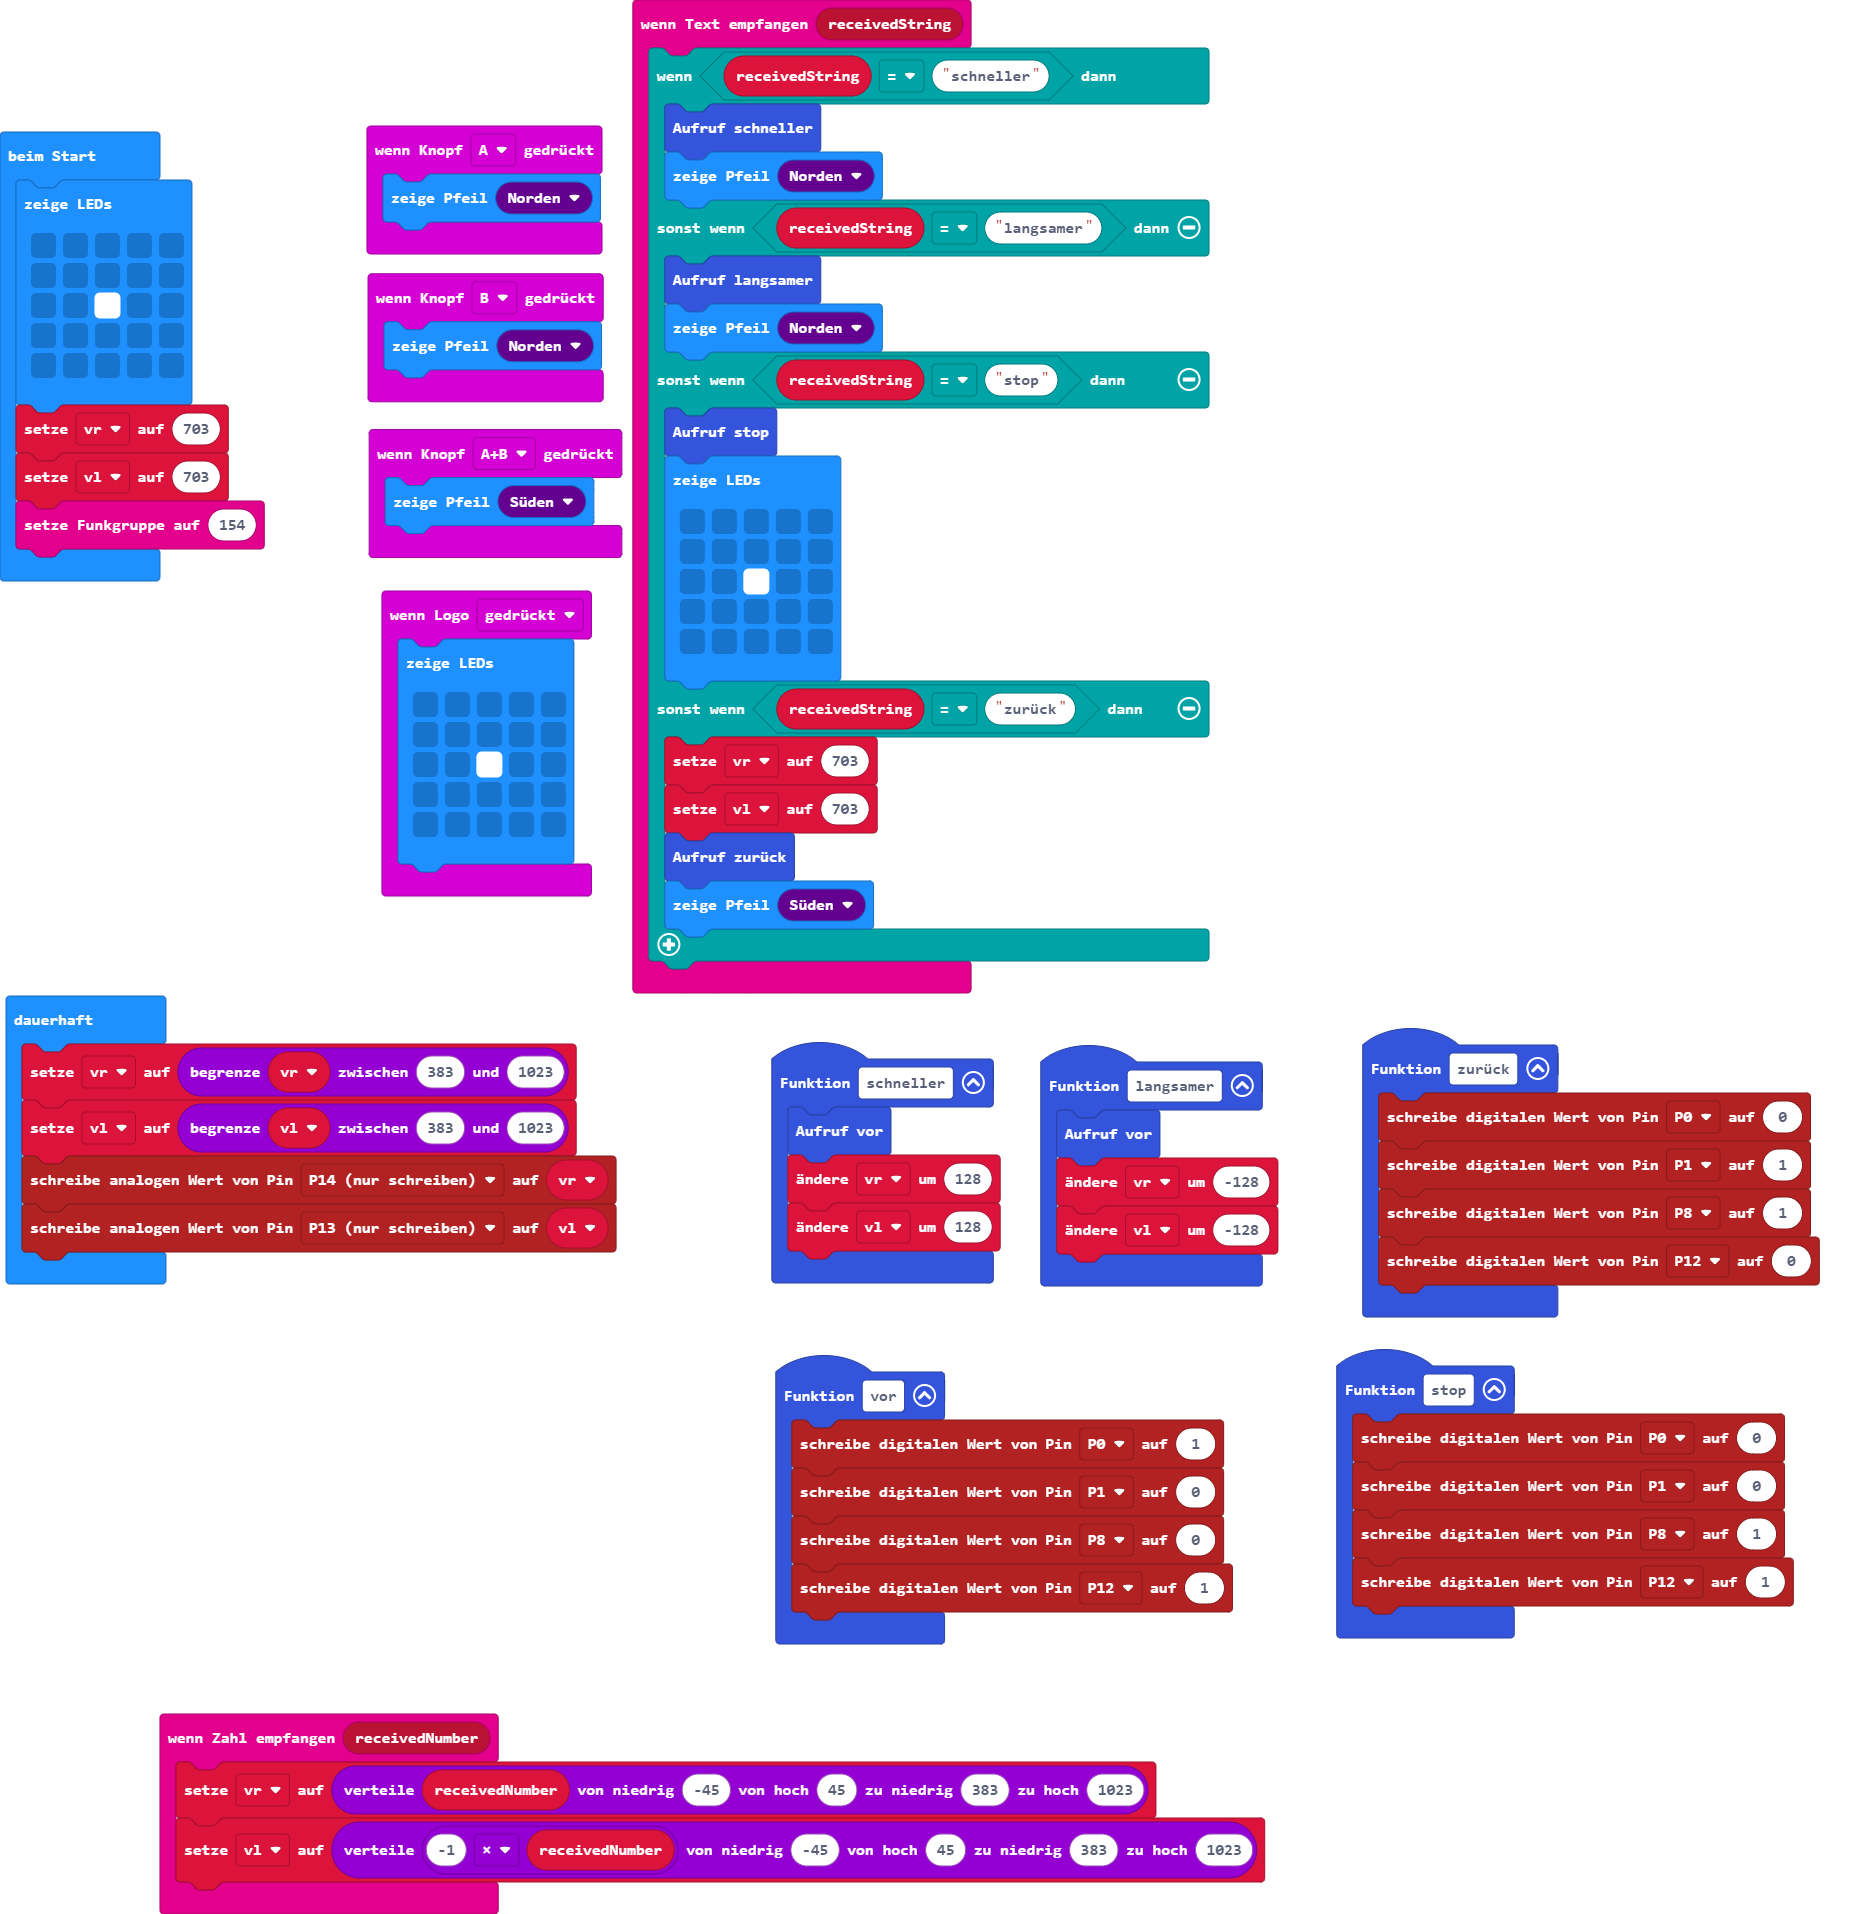 beim Start
zeige LEDs
setze vr auf 703
setze vl auf 703
setze Funkgruppe auf 154
wenn Knopf A gedrückt
zeige Pfeil Norden
wenn Knopf B gedrückt
zeige Pfeil Norden
wenn Knopf A+B gedrückt
zeige Pfeil Süden
wenn Logo gedrückt
zeige LEDs
wenn Text empfangen receivedString
wenn receivedString = "schneller" dann
Aufruf schneller
zeige Pfeil Norden
sonst wenn receivedString = "langsamer" dann
Aufruf langsamer
zeige Pfeil Norden
sonst wenn receivedString = "stop" dann
Aufruf stop
zeige LEDs
sonst wenn receivedString = "zurück" dann
setze vr auf 703
setze vl auf 703
Aufruf zurück
zeige Pfeil Süden
dauerhaft
setze vr auf begrenze vr zwischen 383 und 1023
setze vl auf begrenze vl zwischen 383 und 1023
schreibe analogen Wert von Pin P14 (nur schreiben) auf vr
schreibe analogen Wert von Pin P13 (nur schreiben) auf vl
Funktion schneller
Aufruf vor
ändere vr um 128
ändere vl um 128
Funktion langsamer
Aufruf vor
ändere vr um -128
ändere vl um -128
Funktion zurück
schreibe digitalen Wert von Pin P0 auf 0
schreibe digitalen Wert von Pin P1 auf 1
schreibe digitalen Wert von Pin P8 auf 1
schreibe digitalen Wert von Pin P12 auf 0
Funktion vor
schreibe digitalen Wert von Pin P0 auf 1
schreibe digitalen Wert von Pin P1 auf 0
schreibe digitalen Wert von Pin P8 auf 0
schreibe digitalen Wert von Pin P12 auf 1
Funktion stop
schreibe digitalen Wert von Pin P0 auf 0
schreibe digitalen Wert von Pin P1 auf 0
schreibe digitalen Wert von Pin P8 auf 1
schreibe digitalen Wert von Pin P12 auf 1
wenn Zahl empfangen receivedNumber
setze vr auf verteile receivedNumber von niedrig -45 von hoch 45 zu niedrig 383 zu hoch 1023
setze vl auf verteile -1 × receivedNumber von niedrig -45 von hoch 45 zu niedrig 383 zu hoch 1023